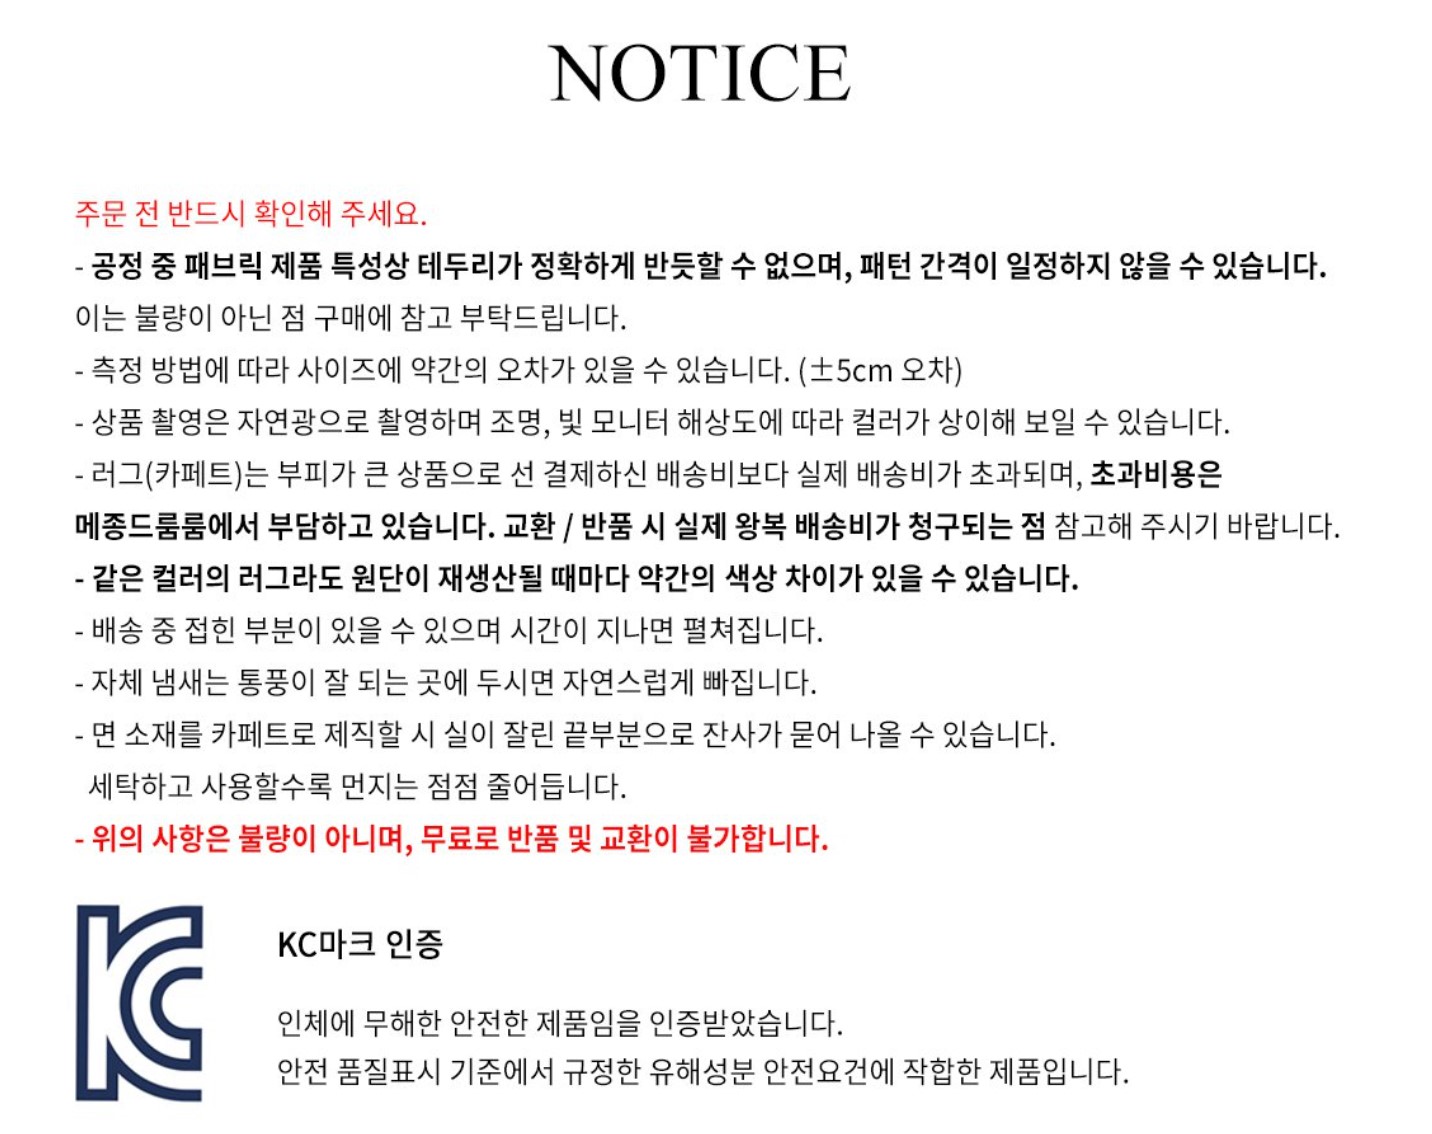 NOTICE
주문 전 반드시 확인해 주세요.
- 공정 중 패브릭 제품 특성상 테두리가 정확하게 반듯할 수 없으며, 패턴 간격이 일정하지 않을 수 있습니다.
이는 불량이 아닌 점 구매에 참고 부탁드립니다.
- 측정 방법에 따라 사이즈에 약간의 오차가 있을 수 있습니다. (±5cm 오차)
- 상품 촬영은 자연광으로 촬영하며 조명, 빛 모니터 해상도에 따라 컬러가 상이해 보일 수 있습니다.
- 러그(카페트)는 부피가 큰 상품으로 선 결제하신 배송비보다 실제 배송비가 초과되며, 초과비용은
메종드룸룸에서 부담하고 있습니다. 교환 / 반품 시 실제 왕복 배송비가 청구되는 점 참고해 주시기 바랍니다.
- 같은 컬러의 러그라도 원단이 재생산될 때마다 약간의 색상 차이가 있을 수 있습니다.
- 배송 중 접힌 부분이 있을 수 있으며 시간이 지나면 펼쳐집니다.
- 자체 냄새는 통풍이 잘 되는 곳에 두시면 자연스럽게 빠집니다.
- 면 소재를 카페트로 제직할 시 실이 잘린 끝부분으로 잔사가 묻어 나올 수 있습니다.
세탁하고 사용할수록 먼지는 점점 줄어듭니다.
- 위의 사항은 불량이 아니며, 무료로 반품 및 교환이 불가합니다.
KC
KC마크 인증
인체에 무해한 안전한 제품임을 인증받았습니다.
안전 품질표시 기준에서 규정한 유해성분 안전요건에 작합한 제품입니다.